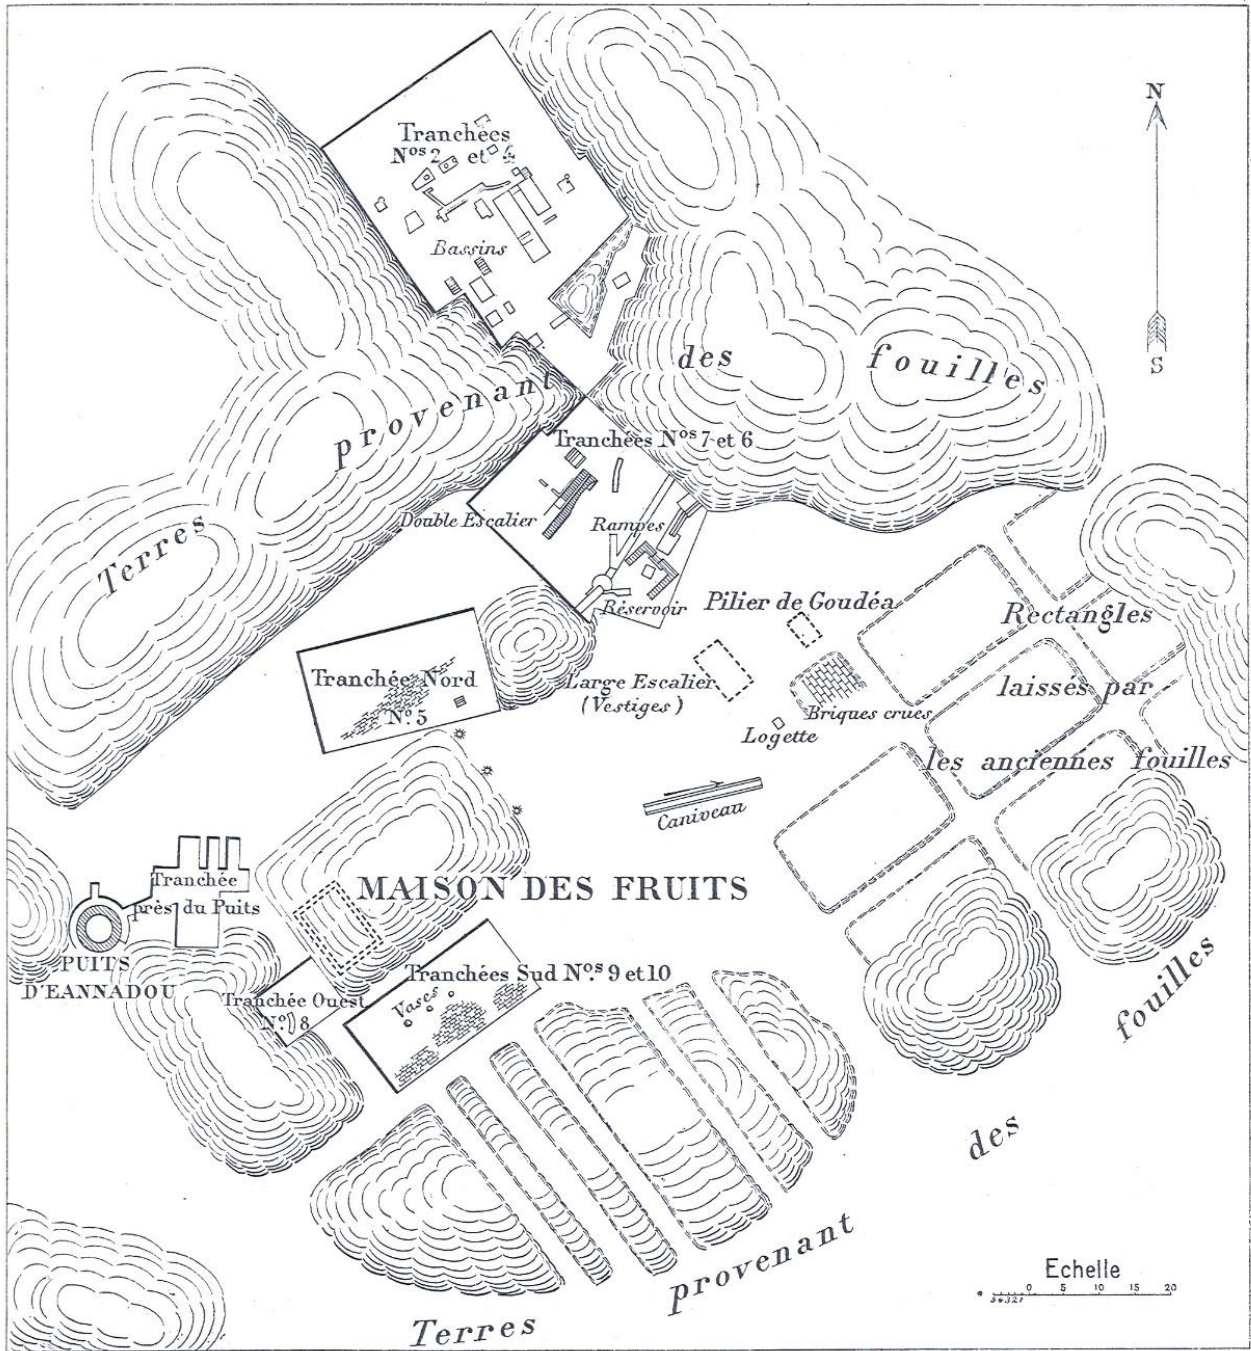 N
S
Tranchées
Nos 2 et 4
Bassins
Terres provenant des fouilles
Tranchées Nos 7 et 6
Double Escalier
Rampes
Réservoir
Pilier de Goudéa
Rectangles
laissés par
les anciennes fouilles
Tranchée Nord
No. 5
Large Escalier
(Vestiges)
Briques crues
Logette
Caniveau
Tranchée
près du Puits
MAISON DES FRUITS
PUITS
D'EANNADOU
Tranchées Sud Nos. 9 et 10
Vases
Tranchée Ouest
No. 8
Terres provenant des fouilles
Echelle
54321 0 5 10 15 20